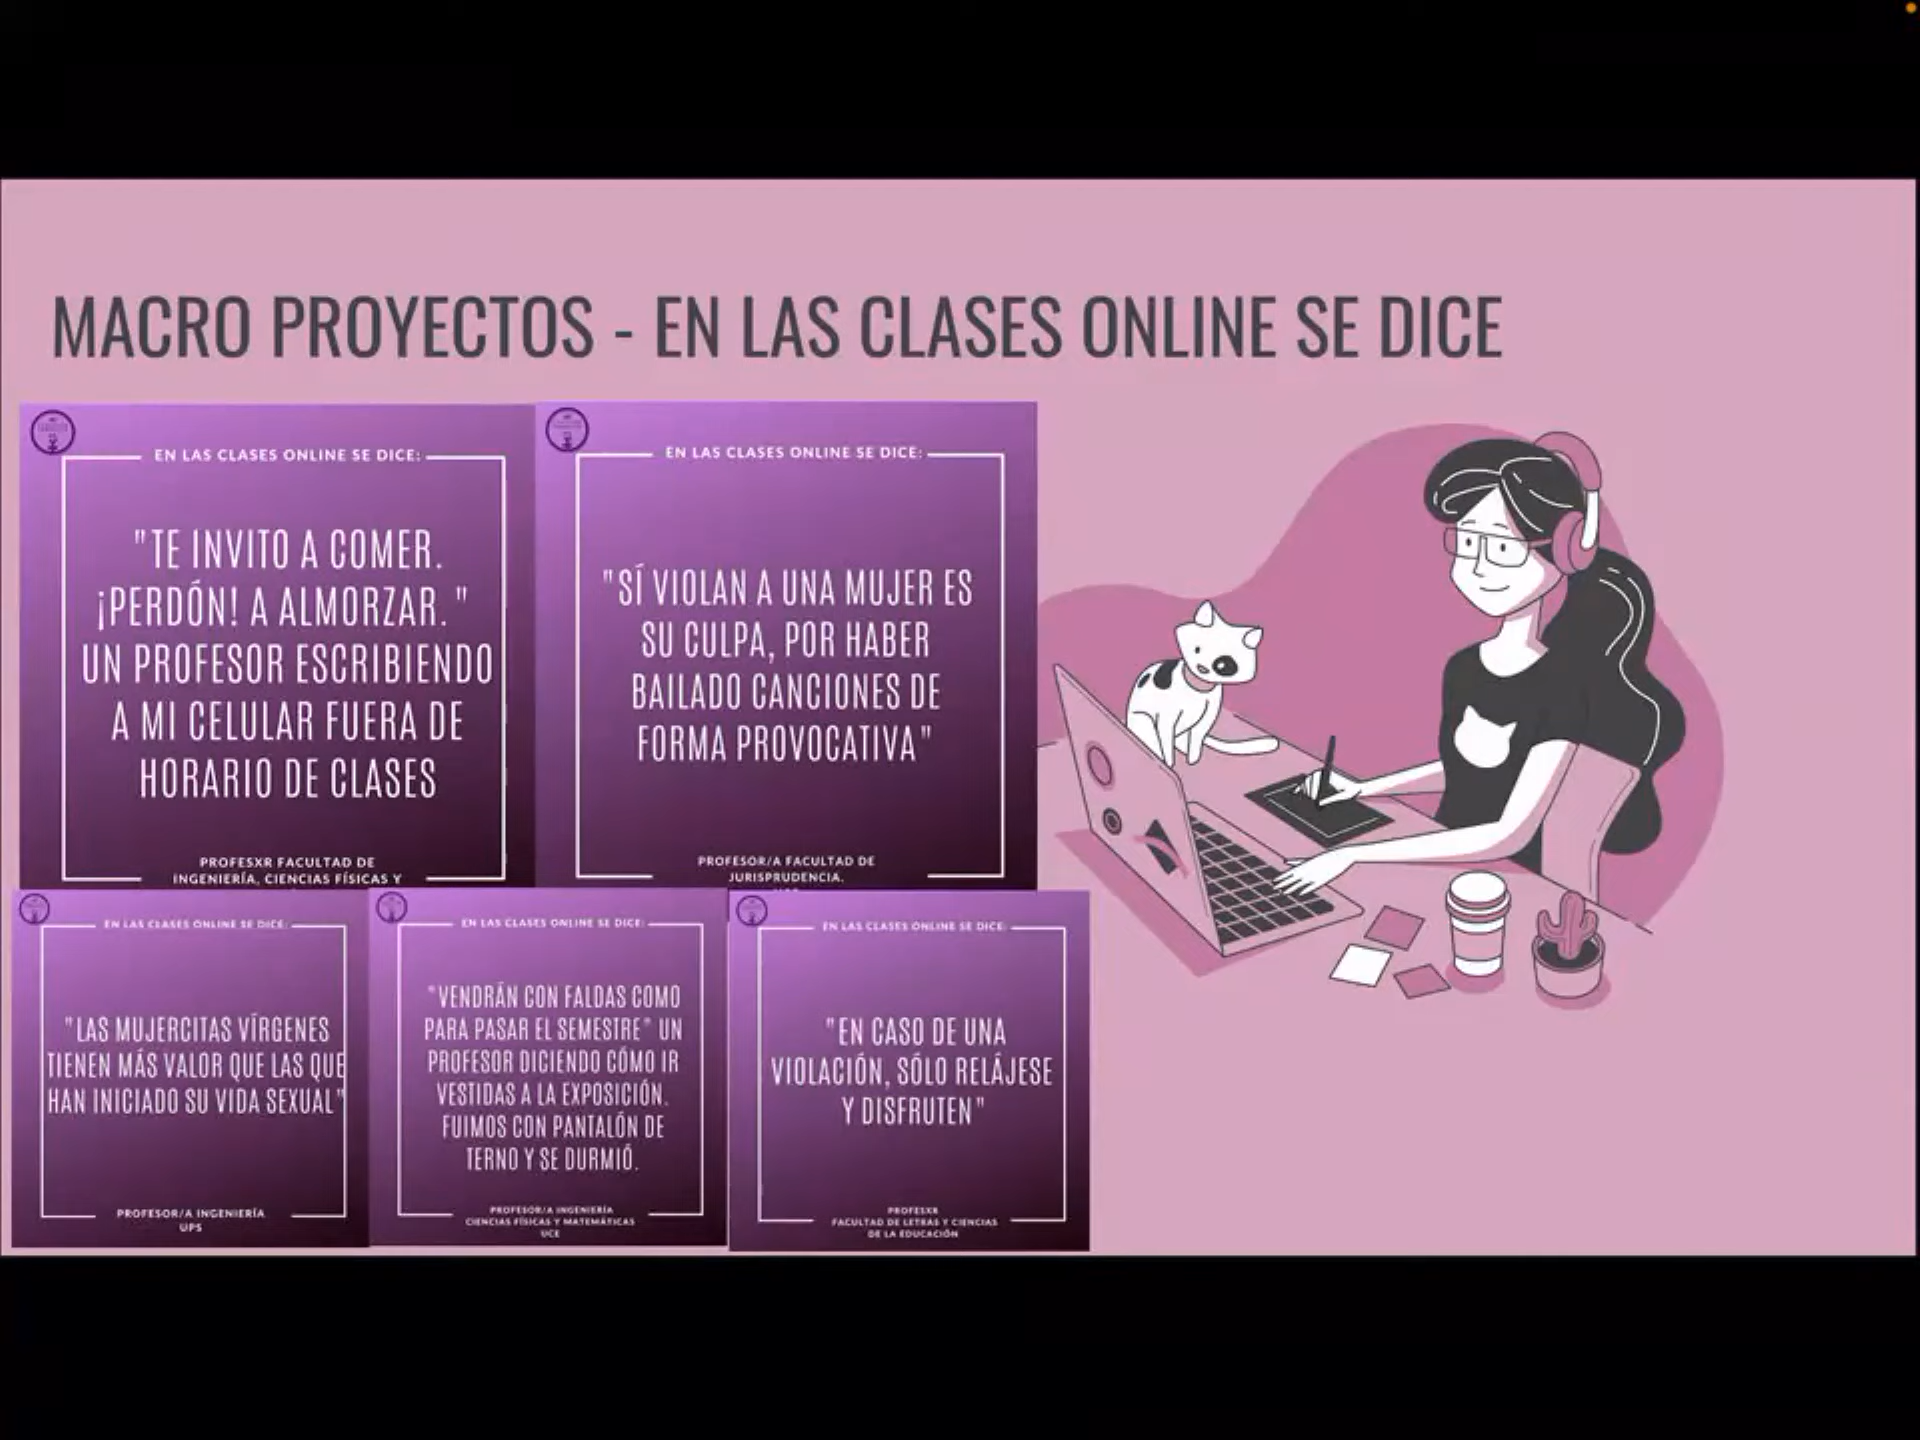 MACRO PROYECTOS - EN LAS CLASES ONLINE SE DICE
EN LAS CLASES ONLINE SE DICE:
"TE INVITO A COMER.
¡PERDÓN! A ALMORZAR. "
UN PROFESOR ESCRIBIENDO
A MI CELULAR FUERA DE
HORARIO DE CLASES
PROFESXR FACULTAD DE
INGENIERÍA, CIENCIAS FÍSICAS Y
EN LAS CLASES ONLINE SE DICE:
"SÍ VIOLAN A UNA MUJER ES
SU CULPA, POR HABER
BAILADO CANCIONES DE
FORMA PROVOCATIVA"
PROFESOR/A FACULTAD DE
JURISPRUDENCIA.
EN LAS CLASES ONLINE SE DICE:
"LAS MUJERCITAS VÍRGENES
TIENEN MÁS VALOR QUE LAS QUE
HAN INICIADO SU VIDA SEXUAL"
PROFESOR/A INGENIERÍA
UPS
EN LAS CLASES ONLINE SE DICE:
"VENDRÁN CON FALDAS COMO
PARA PASAR EL SEMESTRE" UN
PROFESOR DICIENDO CÓMO IR
VESTIDAS A LA EXPOSICIÓN.
FUIMOS CON PANTALÓN DE
TERNO Y SE DURMIÓ.
PROFESOR/A INGENIERÍA
CIENCIAS FÍSICAS Y MATEMÁTICAS
UCE
EN LAS CLASES ONLINE SE DICE:
"EN CASO DE UNA
VIOLACIÓN, SÓLO RELÁJESE
Y DISFRUTEN"
PROFESXR
FACULTAD DE LETRAS Y CIENCIAS
DE LA EDUCACIÓN